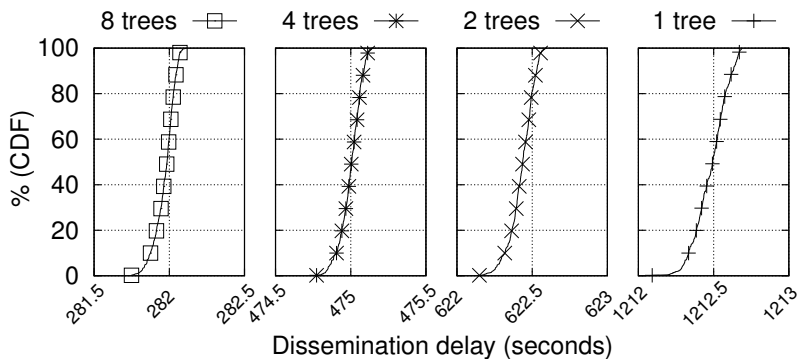 8 trees 4 trees 2 trees 1 tree
% (CDF)
100
80
60
40
20
0
281.5 282 282.5 474.5 475 475.5 622 622.5 623 1212 1212.5 1213
Dissemination delay (seconds)